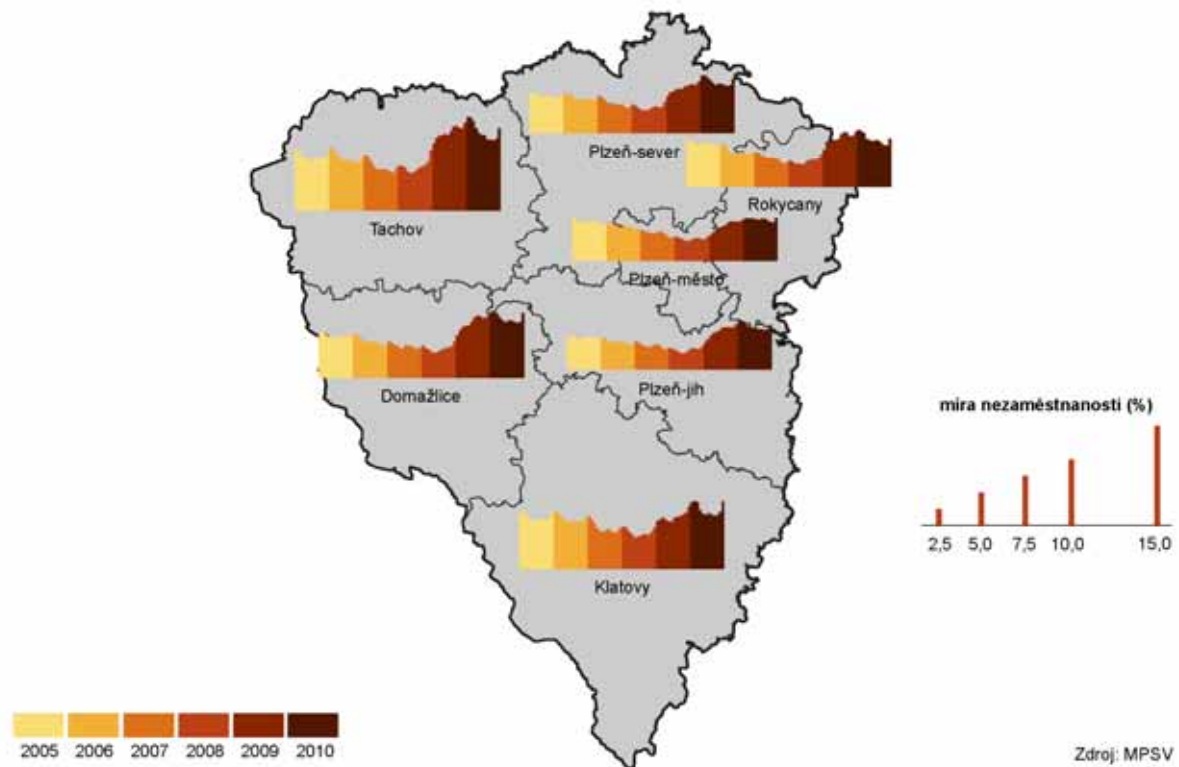 Plzeň-sever
Rokycany
Tachov
Plzeň-město
Domažlice
Plzeň-jih
míra nezaměstnanosti (%)
2,5 5,0 7,5 10,0 15,0
Klatovy
2005 2006 2007 2008 2009 2010
Zdroj: MPSV